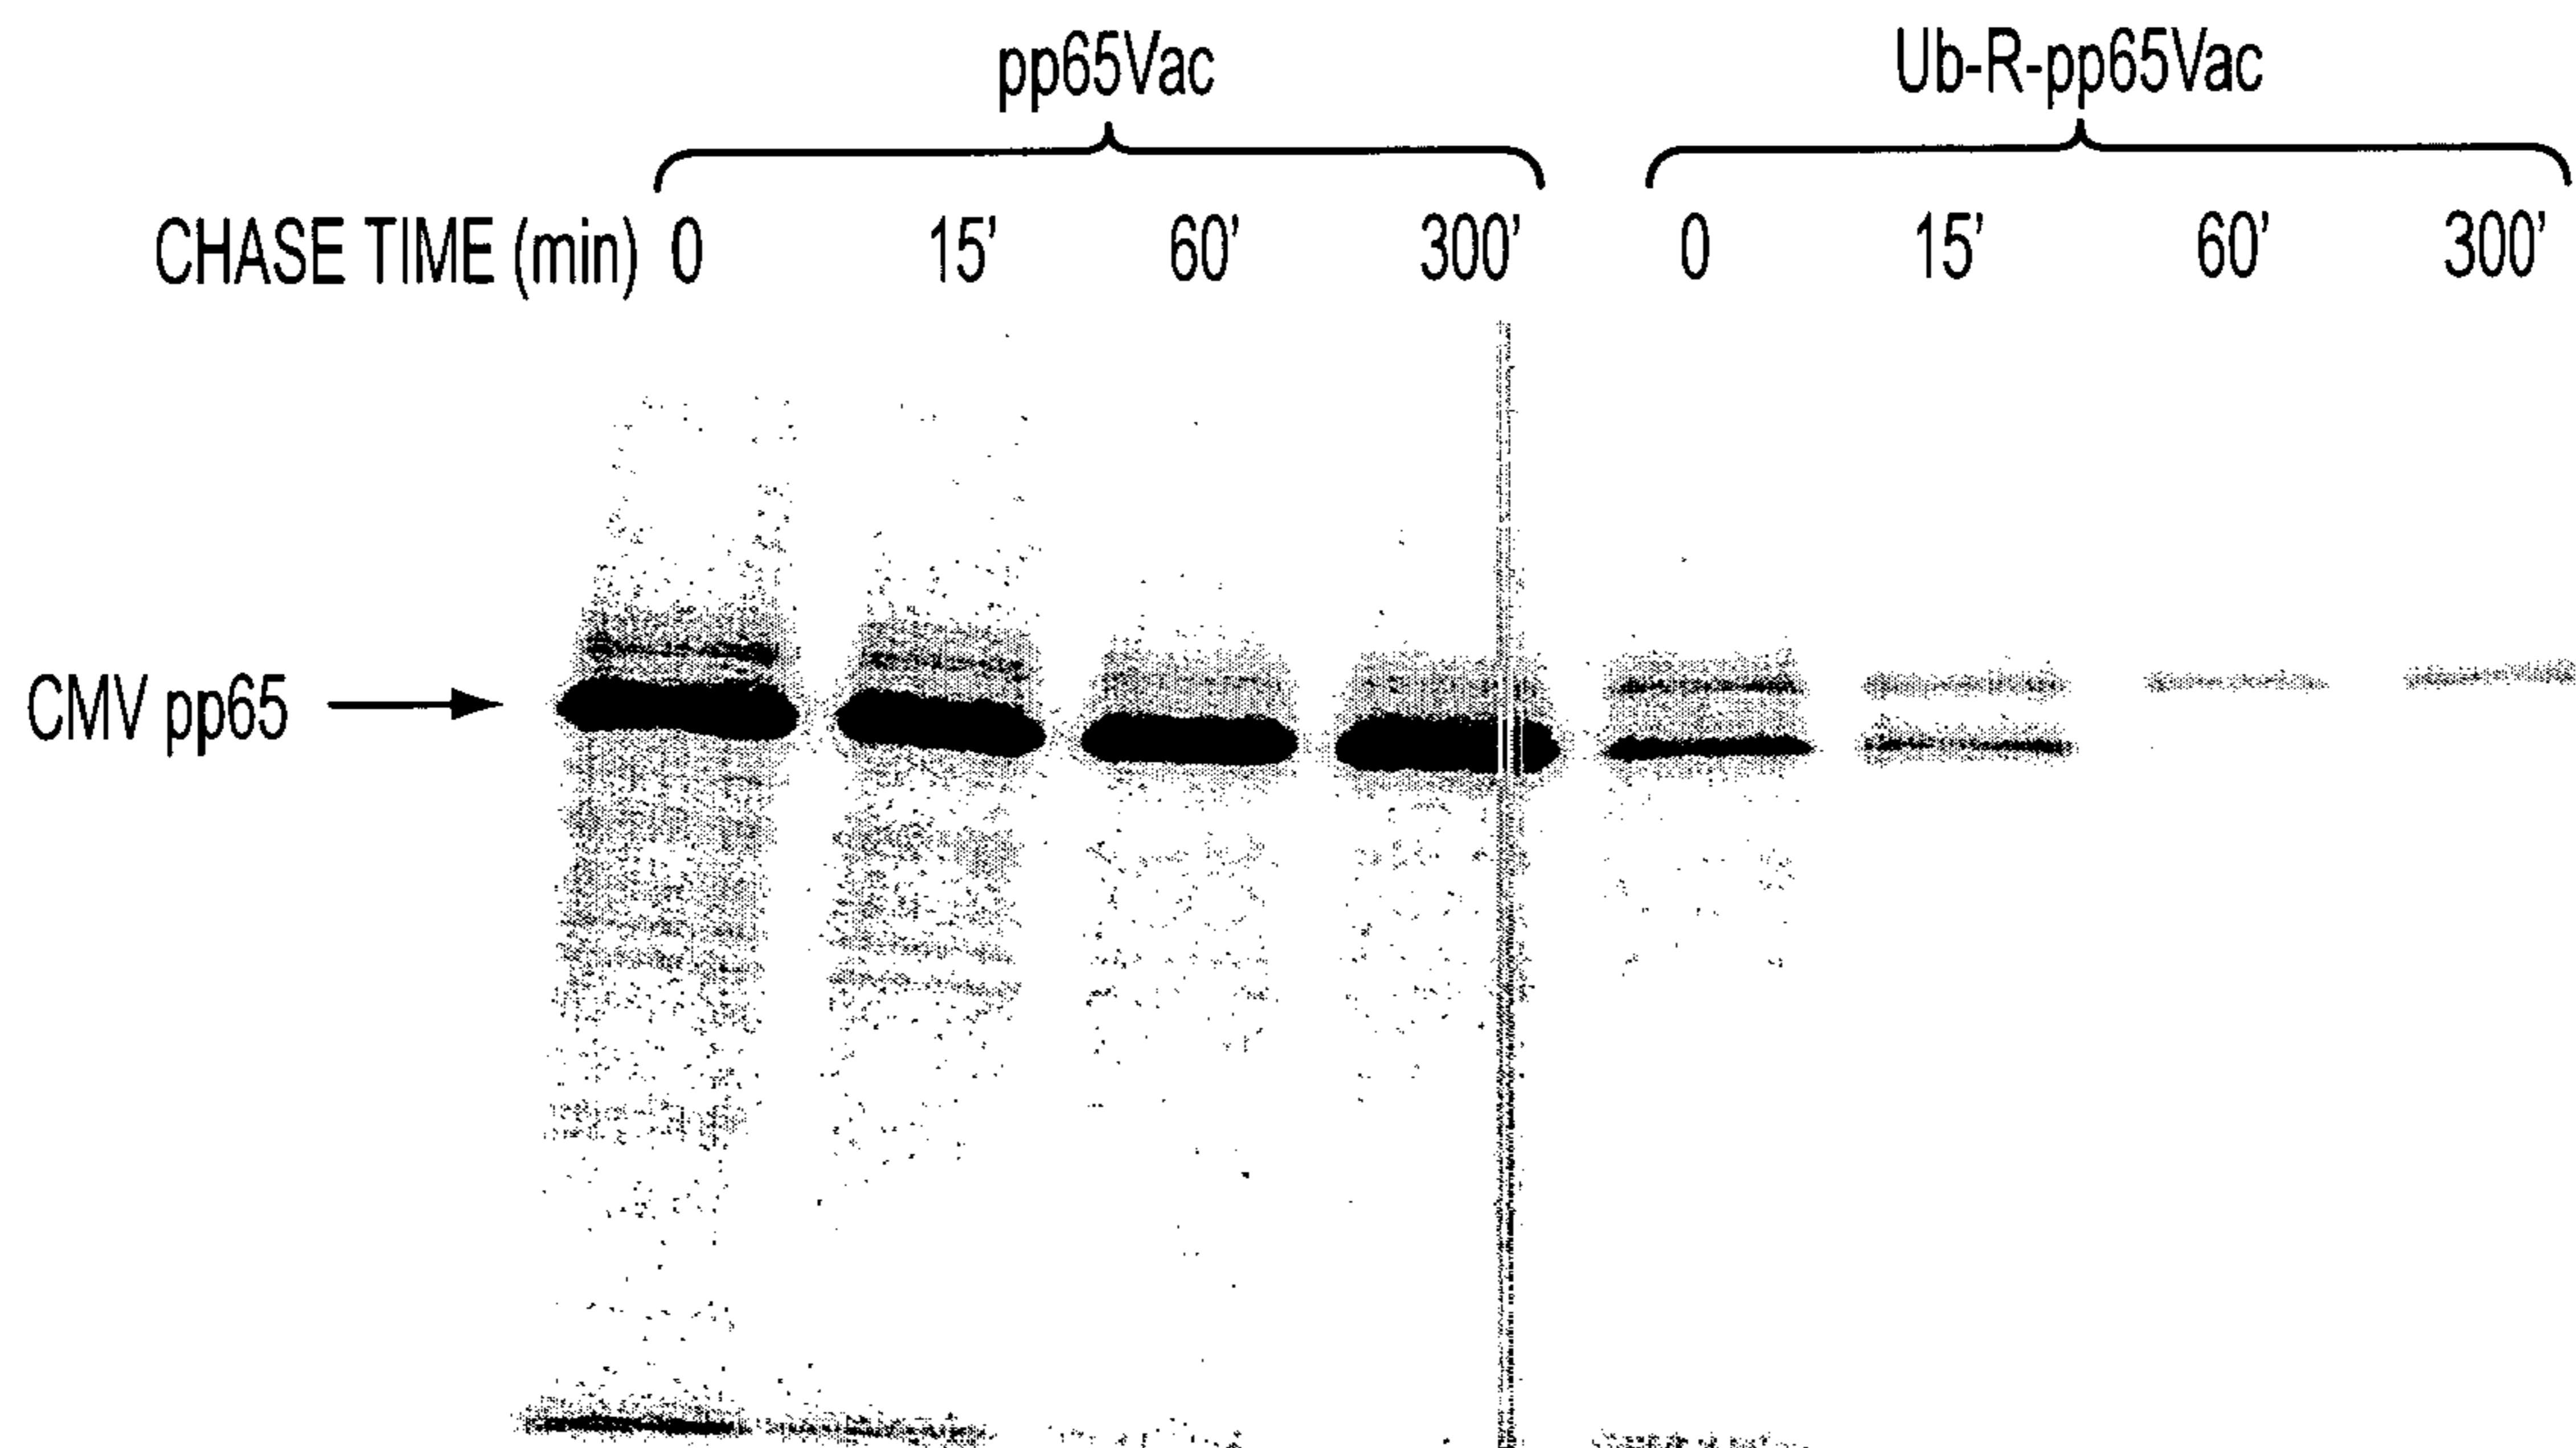 pp65Vac Ub-R-pp65Vac
CHASE TIME (min) 0 15’ 60’ 300’ 0 15’ 60’ 300’
CMV pp65